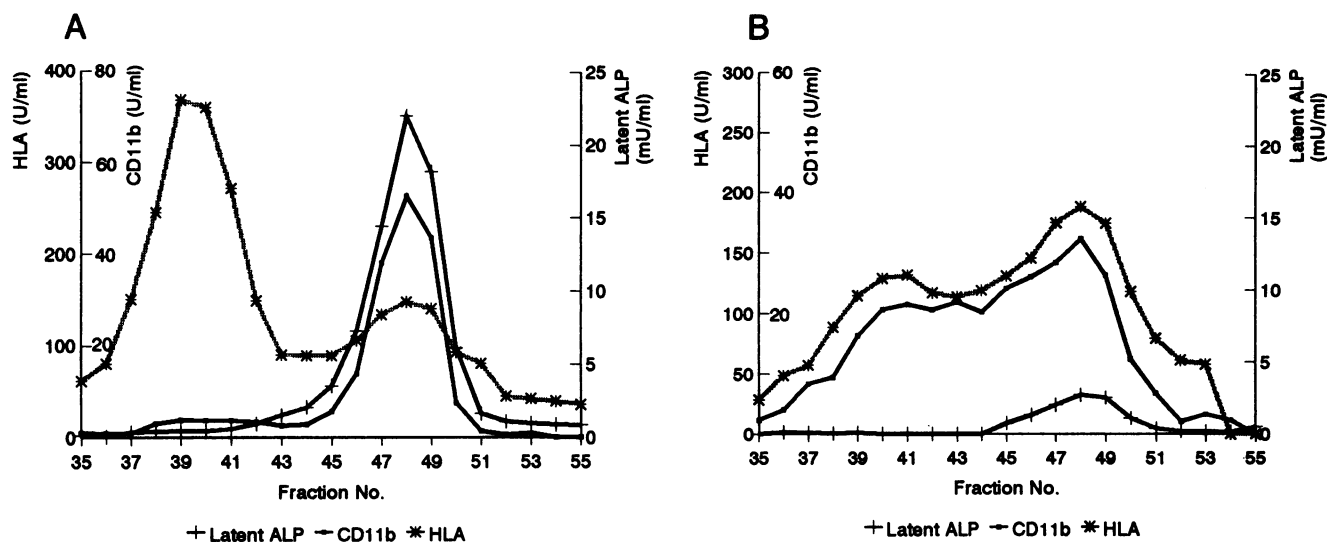 A
HLA (U/ml)
400
300
200
100
0
80
60
40
20
CD11b (U/ml)
25
20
15
10
5
0
Latent ALP
(mU/ml)
35 37 39 41 43 45 47 49 51 53 55
Fraction No.
Latent ALP CD11b HLA
B
HLA (U/ml)
300
250
200
150
100
50
0
60
40
20
CD11b (U/ml)
25
20
15
10
5
0
Latent ALP
(mU/ml)
35 37 39 41 43 45 47 49 51 53 55
Fraction No.
Latent ALP CD11b HLA